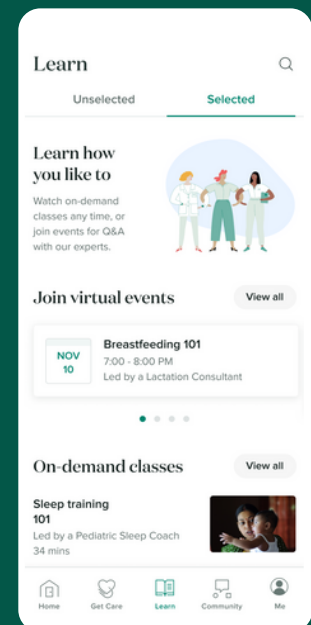 Learn
Unselected
Selected
Learn how
you like to
Watch on-demand
classes any time, or
join events for Q&A
with our experts.
Join virtual events
View all
NOV
10
Breastfeeding 101
7:00 - 8:00 PM
Led by a Lactation Consultant
On-demand classes
View all
Sleep training
101
Led by a Pediatric Sleep Coach
34 mins
Home
Get Care
Learn
Community
Me